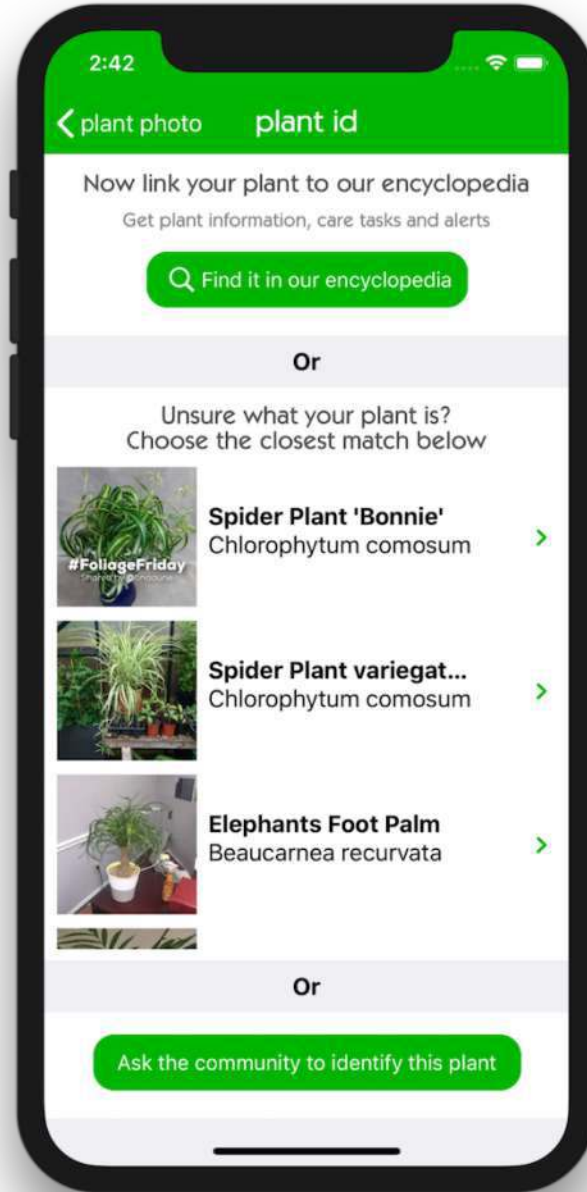 2:42
plant photo
plant id
Now link your plant to our encyclopedia
Get plant information, care tasks and alerts
Find it in our encyclopedia
Or
Unsure what your plant is?
Choose the closest match below
Spider Plant 'Bonnie'
Chlorophytum comosum
#FoliageFriday
Spider Plant variegat...
Chlorophytum comosum
Elephants Foot Palm
Beaucarnea recurvata
Or
Ask the community to identify this plant